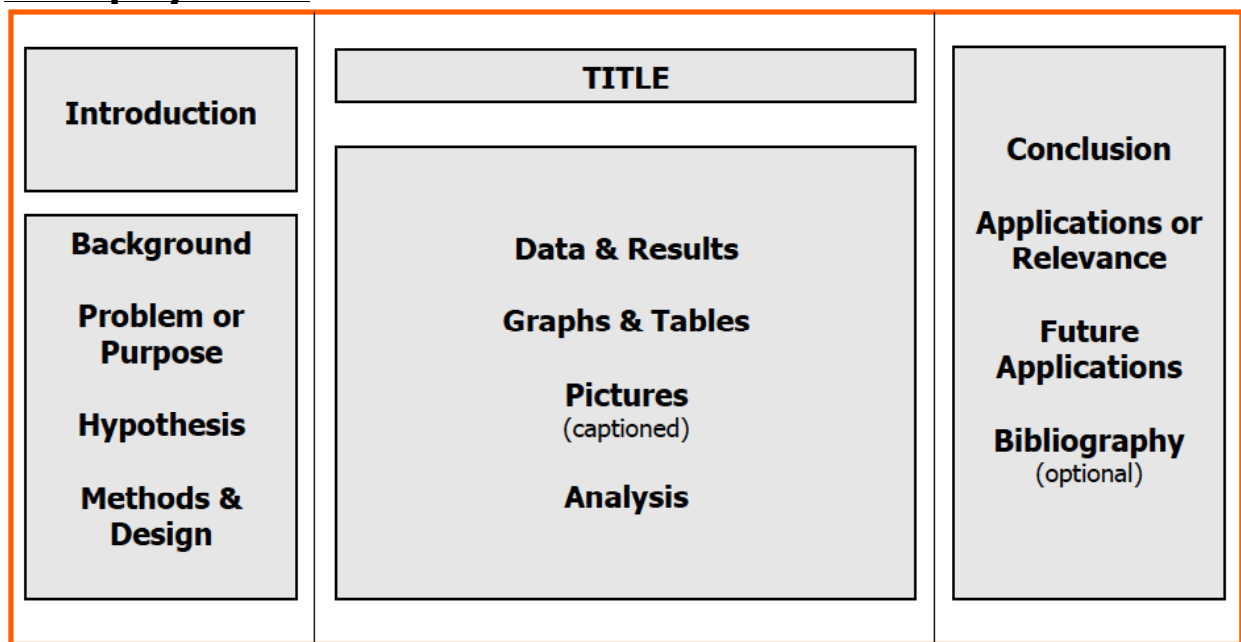 Introduction
Background
Problem or
Purpose
Hypothesis
Methods &
Design
TITLE
Data & Results
Graphs & Tables
Pictures
(captioned)
Analysis
Conclusion
Applications or
Relevance
Future
Applications
Bibliography
(optional)